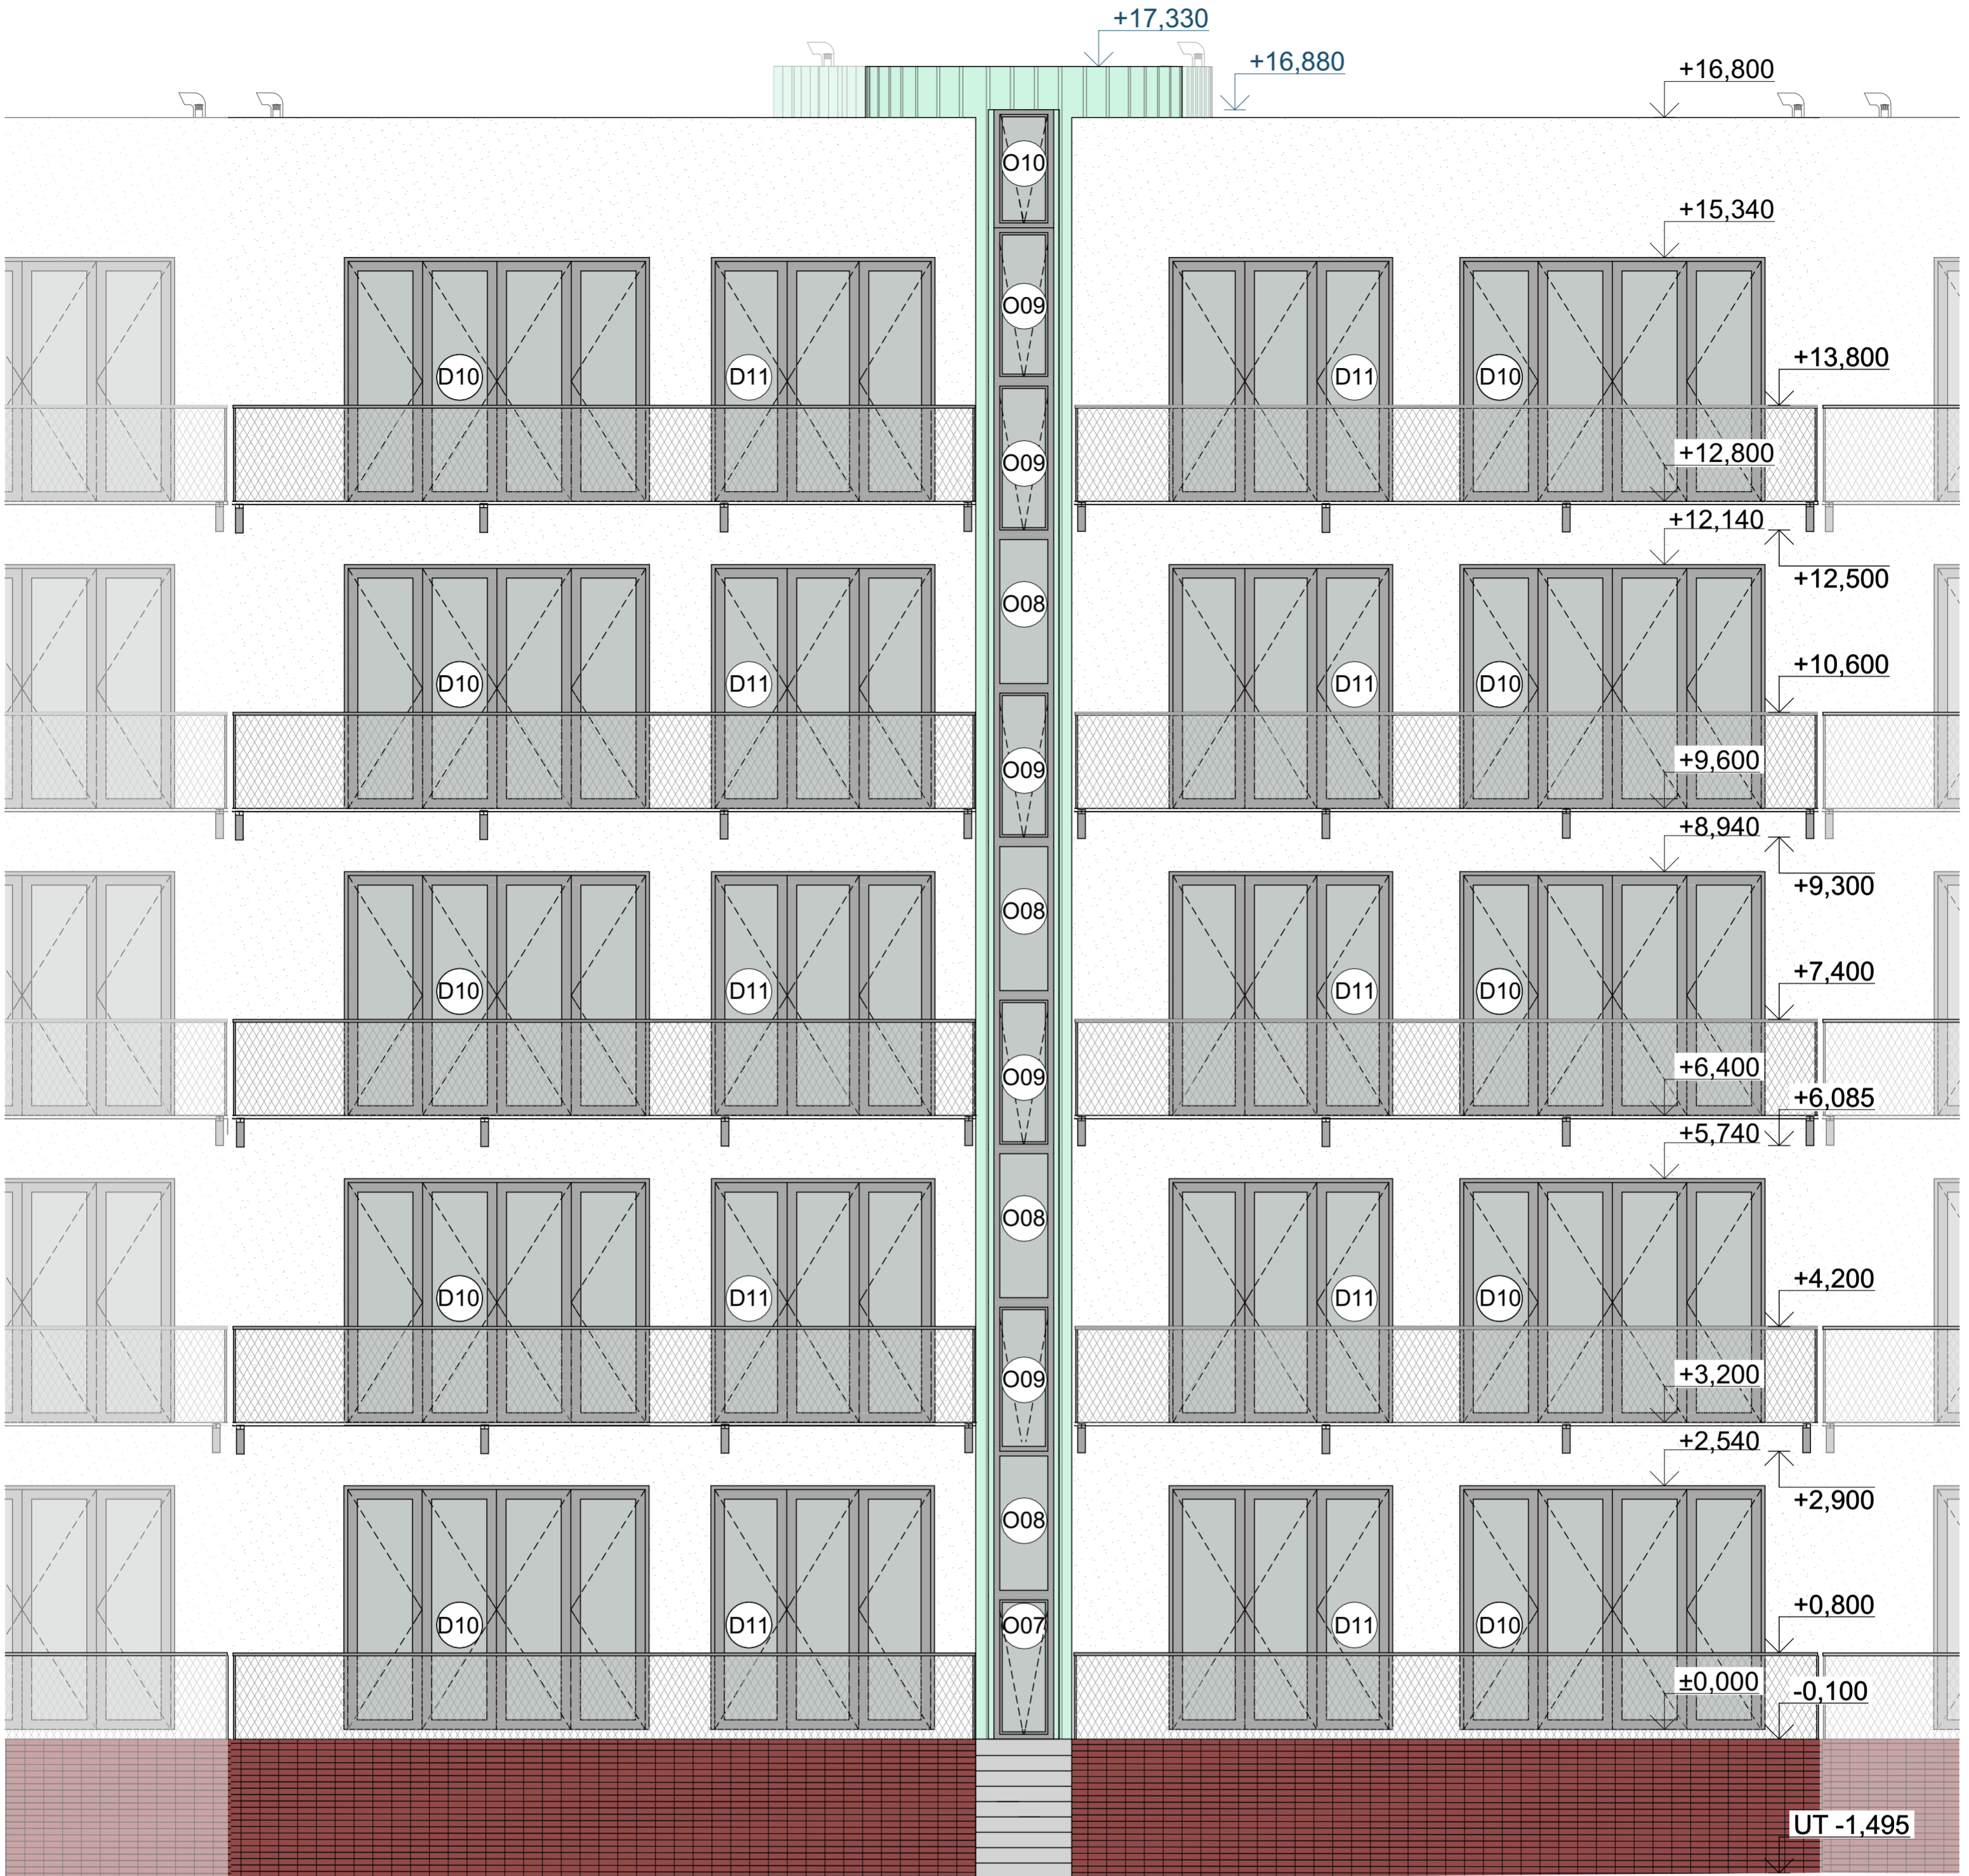 +17,330
+16,880
+16,800
O10
+15,340
O09
+13,800
D10 D11 D11 D10
+12,800
O09
+12,140
+12,500
O08
+10,600
D10 D11 D11 D10
+9,600
O09
+8,940
+9,300
O08
+7,400
D10 D11 D11 D10
+6,400
O09
+6,085
+5,740
O08
+4,200
D10 D11 D11 D10
+3,200
O09
+2,540
+2,900
O08
+0,800
D10 D11 O07 D11 D10
±0,000
-0,100
UT -1,495